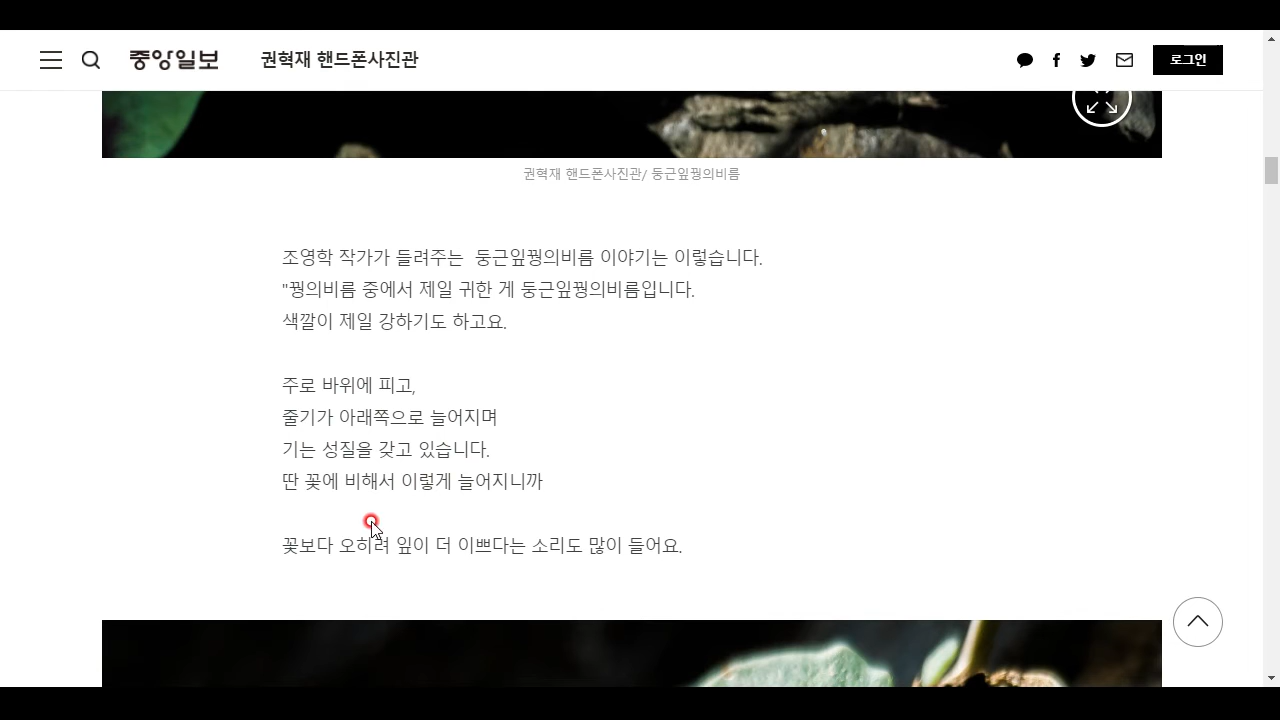 중앙일보 권혁재 핸드폰사진관 로그인
권혁재 핸드폰사진관/ 둥근잎꿩의비름
조영학 작가가 들려주는  둥근잎꿩의비름 이야기는 이렇습니다.
"꿩의비름 중에서 제일 귀한 게 둥근잎꿩의비름입니다.
색깔이 제일 강하기도 하고요.
주로 바위에 피고,
줄기가 아래쪽으로 늘어지며
기는 성질을 갖고 있습니다.
딴 꽃에 비해서 이렇게 늘어지니까
꽃보다 오히려 잎이 더 이쁘다는 소리도 많이 들어요.